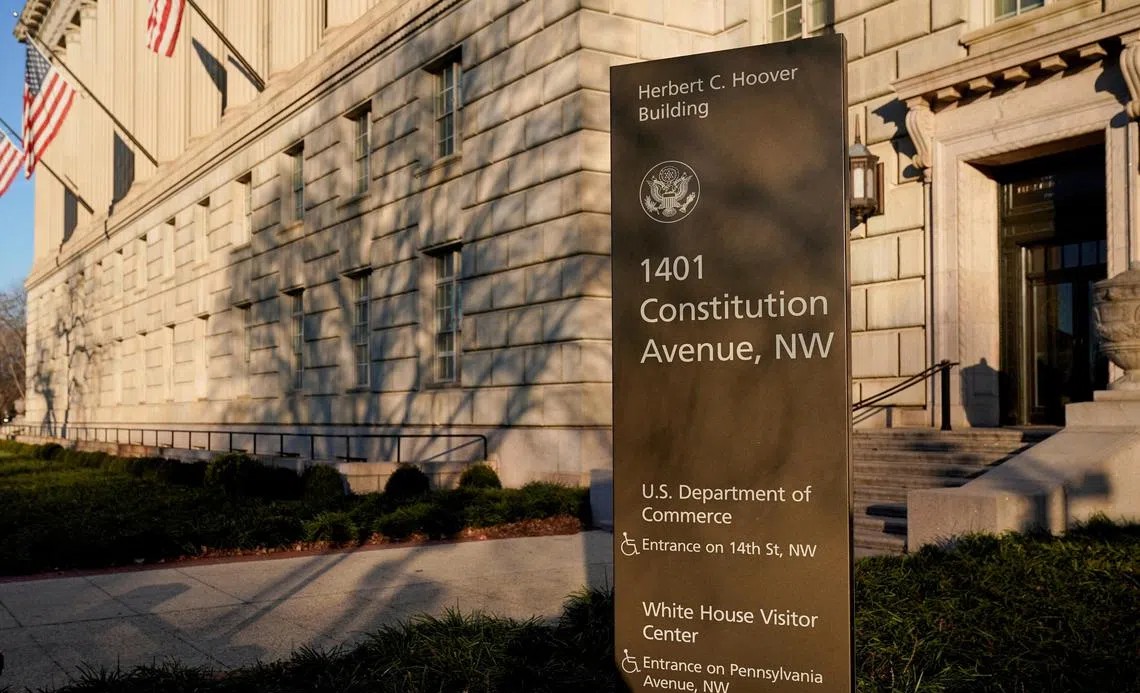 Herbert C. Hoover
Building
1401
Constitution
Avenue, NW
U.S. Department of
Commerce
Entrance on 14th St, NW
White House Visitor
Center
Entrance on Pennsylvania
Avenue, NW